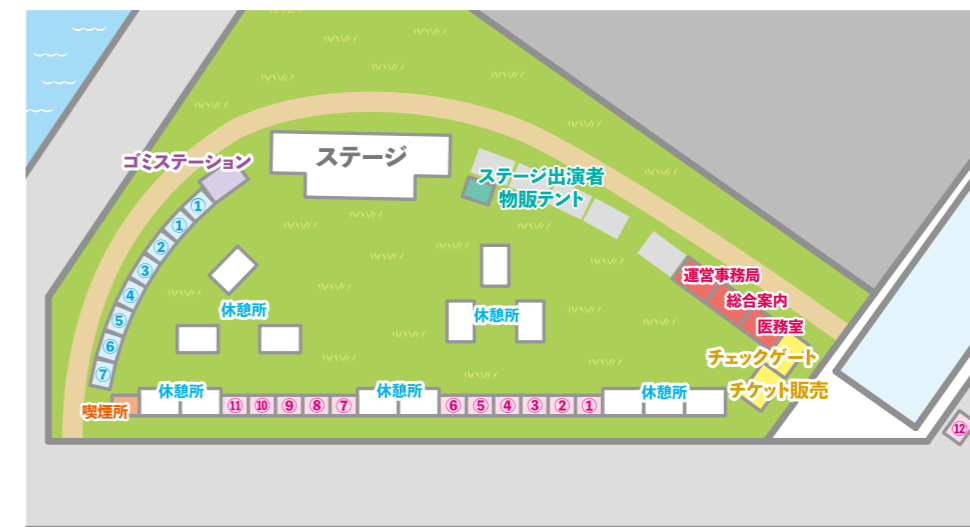 ゴミステーション
ステージ
ステージ出演者
物販テント
①
①
②
③
④
⑤
⑥
⑦
運営事務局
総合案内
医務室
チェックゲート
チケット販売
休憩所
休憩所
喫煙所
休憩所
⑪ ⑩ ⑨ ⑧ ⑦
休憩所
⑥ ⑤ ④ ③ ② ①
休憩所
⑫